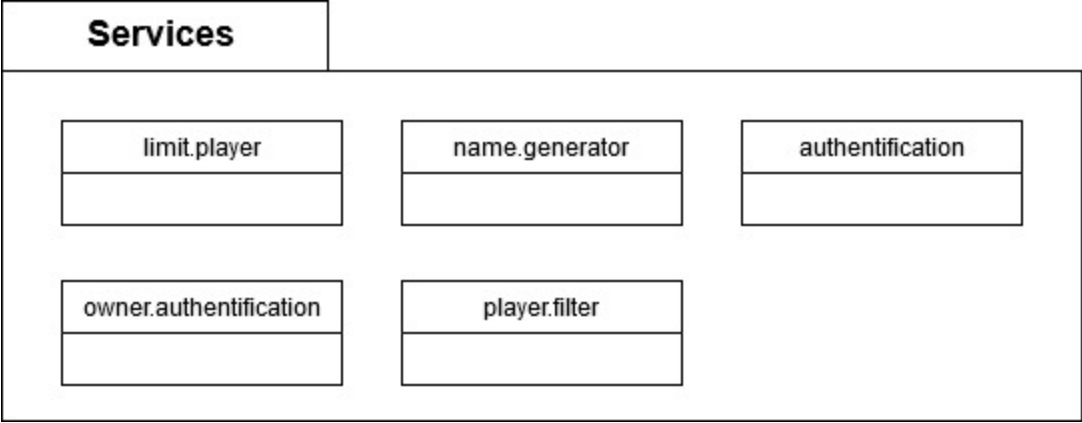 Services
limit.player
name.generator
authentification
owner.authentification
player.filter